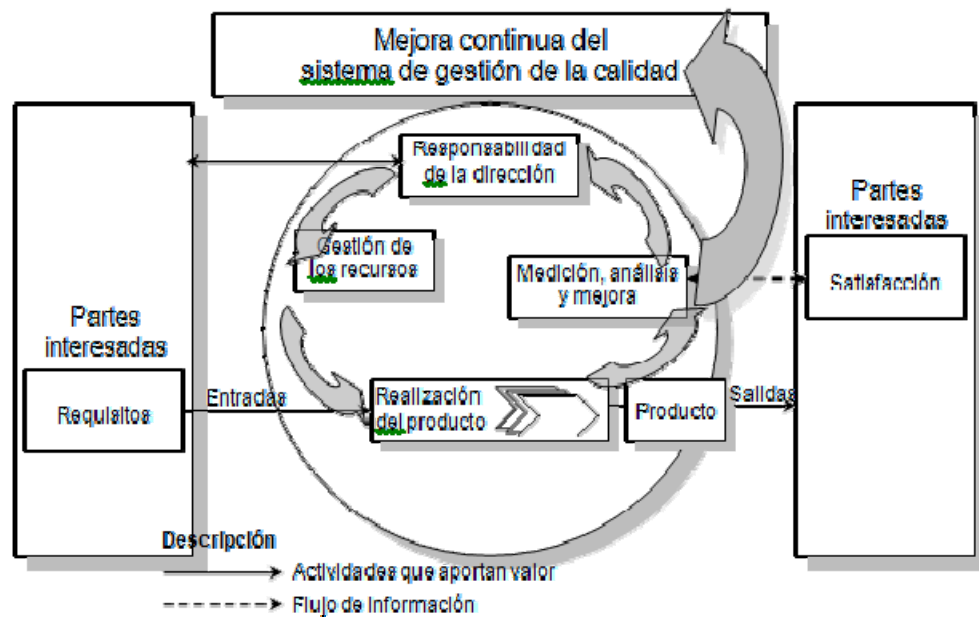 Mejora continua del
sistema de gestión de la calidad
Responsabilidad
de la dirección
Gestión de
los recursos
Medición, análisis
y mejora
Partes
interesadas
Satisfacción
Partes
interesadas
Requisitos
Entradas
Realización
del producto
Producto
Salidas
Descripción
Actividades que aportan valor
Flujo de información